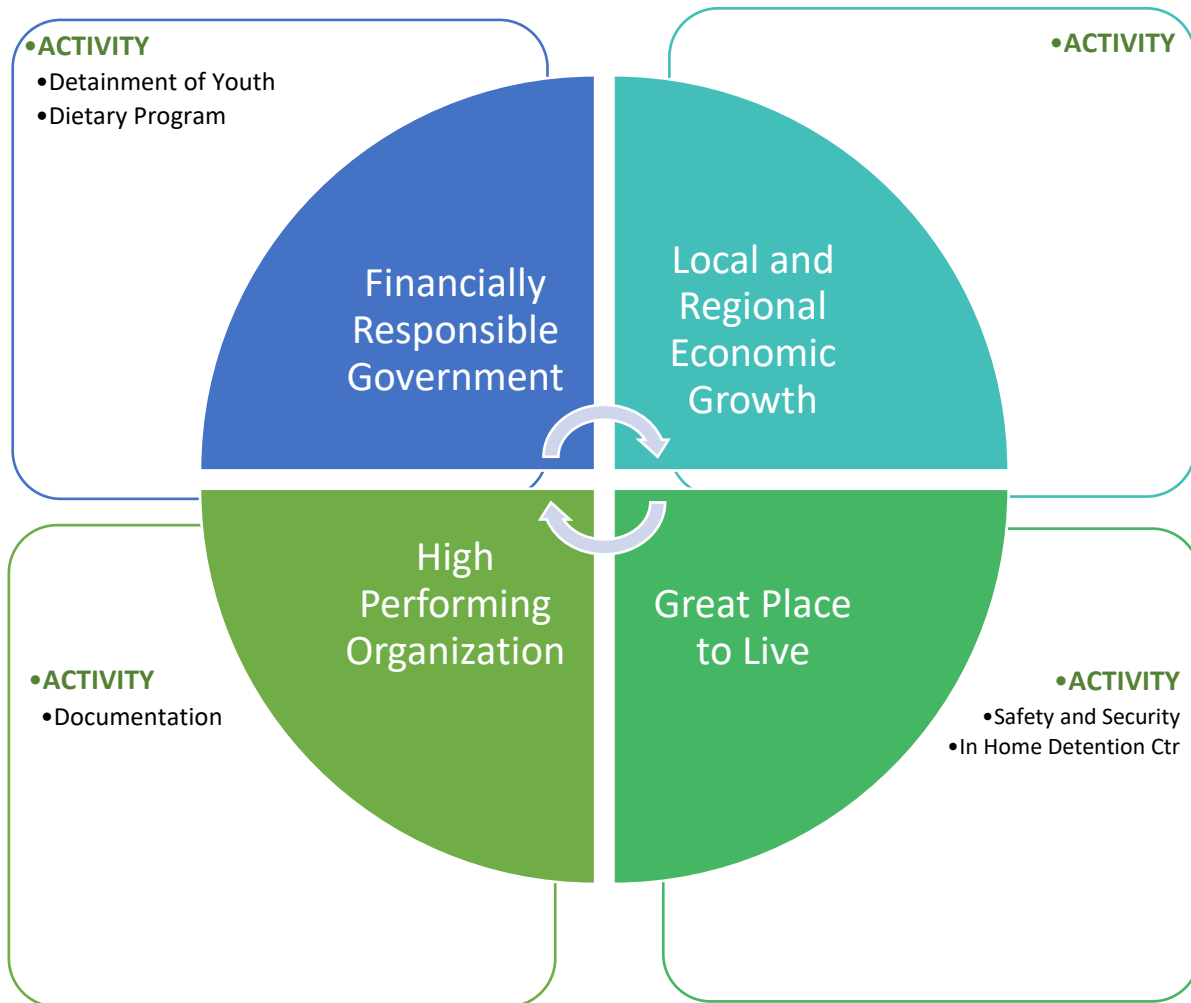 •ACTIVITY
•Detainment of Youth
•Dietary Program
•ACTIVITY
Financially
Responsible
Government
Local and
Regional
Economic
Growth
High
Performing
Organization
Great Place
to Live
•ACTIVITY
•Documentation
•ACTIVITY
•Safety and Security
•In Home Detention Ctr